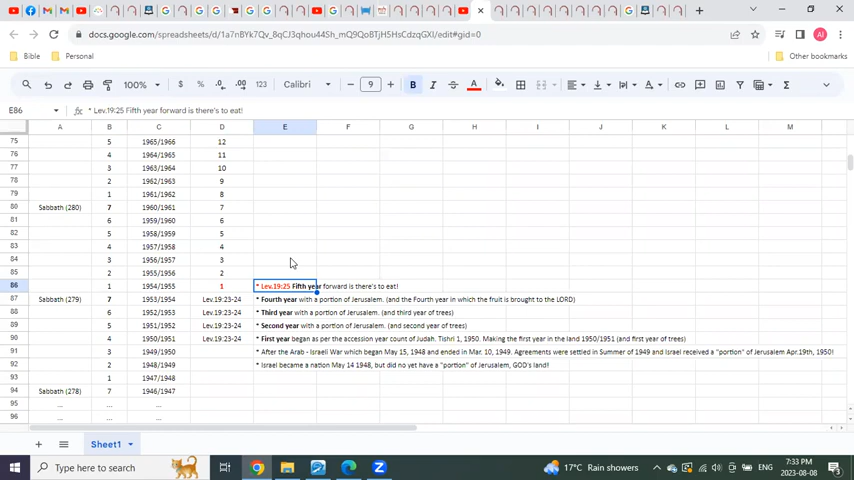 docs.google.com/spreadsheets/d/1a7nBYk7Qv_8qCJ3qhou44Sh_mQ9QoBTjH5HsCdzqGXI/edit#gid=0
Bible Personal Other bookmarks
100% $ % .0 .00 123 Calibri 9 B I A
E86 * Lev.19:25 Fifth year forward is there's to eat!
A B C D E F G H I J K L M
75 5 1965/1966 12
76 4 1964/1965 11
77 3 1963/1964 10
78 2 1962/1963 9
79 1 1961/1962 8
80 Sabbath (280) 7 1960/1961 7
81 6 1959/1960 6
82 5 1958/1959 5
83 4 1957/1958 4
84 3 1956/1957 3
85 2 1955/1956 2
86 1 1954/1955 1 * Lev.19:25 Fifth year forward is there's to eat!
87 Sabbath (279) 7 1953/1954 Lev.19:23-24 * Fourth year with a portion of Jerusalem. (and the Fourth year in which the fruit is brought to the LORD)
88 6 1952/1953 Lev.19:23-24 * Third year with a portion of Jerusalem. (and third year of trees)
89 5 1951/1952 Lev.19:23-24 * Second year with a portion of Jerusalem. (and second year of trees)
90 4 1950/1951 Lev.19:23-24 * First year began as per the accession year count of Judah. Tishri 1, 1950. Making the first year in the land 1950/1951 (and first year of trees)
91 3 1949/1950 * After the Arab - Israeli War which began May 15, 1948 and ended in Mar. 10, 1949. Agreements were settled in Summer of 1949 and Israel received a "portion" of Jerusalem Apr.19th, 1950!
92 2 1948/1949 * Israel became a nation May 14 1948, but did no yet have a "portion" of Jerusalem, GOD's land!
93 1 1947/1948
94 Sabbath (278) 7 1946/1947
95 ... ... ...
96 ... ... ...
Sheet1
Type here to search 17°C Rain showers ENG 7:33 PM
2023-08-08 3